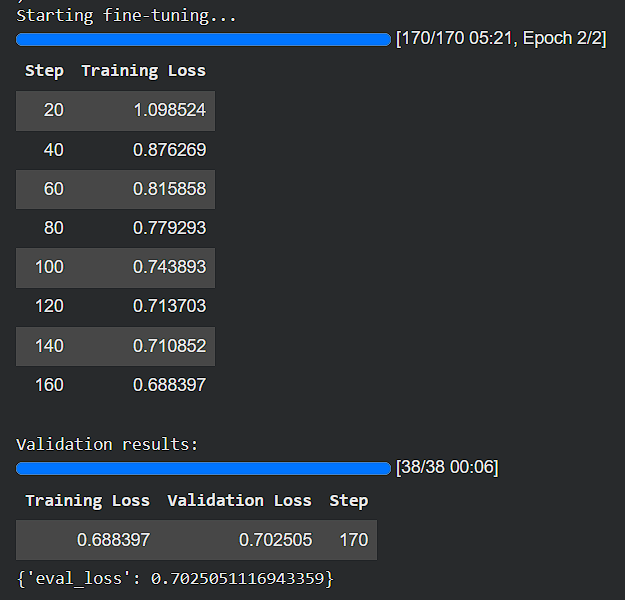 Starting fine-tuning...
[170/170 05:21, Epoch 2/2]
Step Training Loss
20 1.098524
40 0.876269
60 0.815858
80 0.779293
100 0.743893
120 0.713703
140 0.710852
160 0.688397
Validation results:
[38/38 00:06]
Training Loss Validation Loss Step
0.688397 0.702505 170
{'eval_loss': 0.7025051116943359}